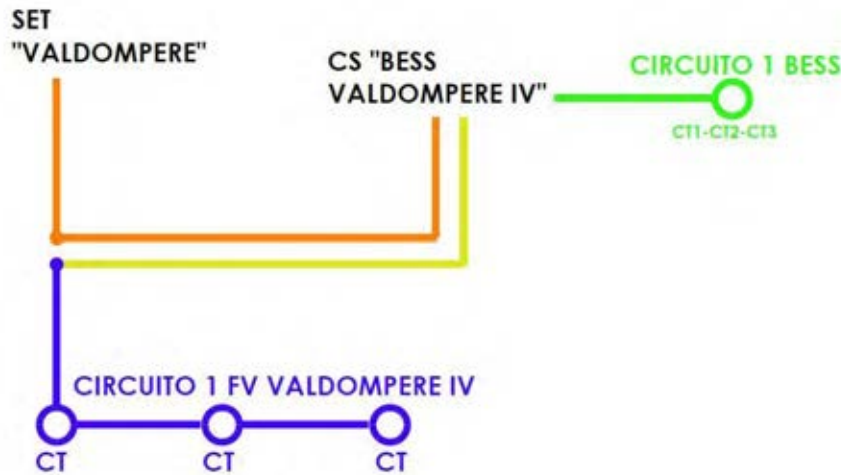 SET
"VALDOMPERE"
CS "BESS
VALDOMPERE IV"
CIRCUITO 1 BESS
CT1-CT2-CT3
CIRCUITO 1 FV VALDOMPERE IV
CT CT CT